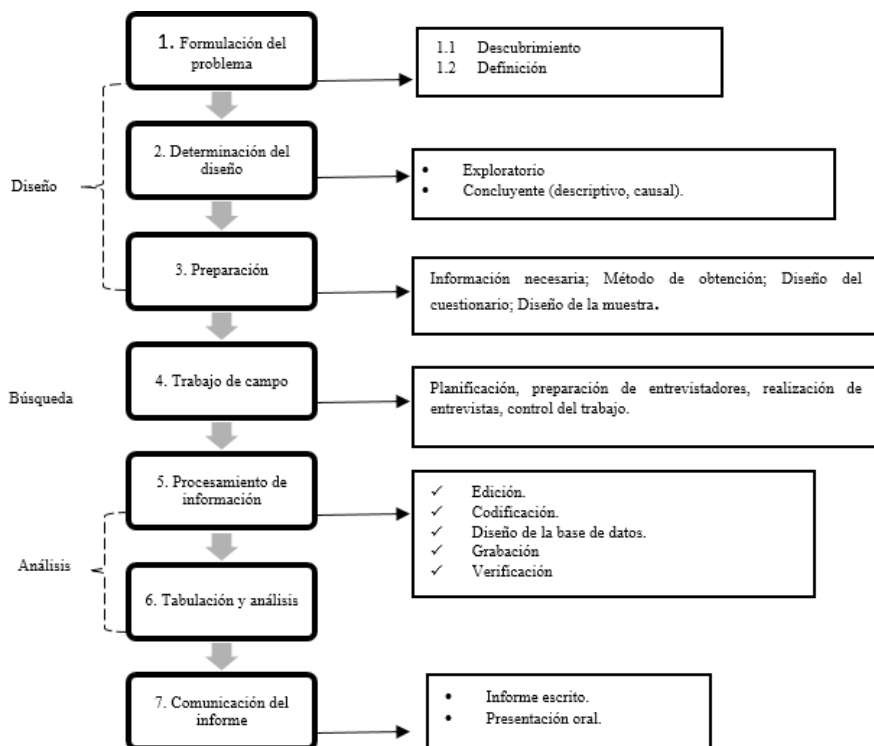 1. Formulación del
problema
1.1 Descubrimiento
1.2 Definición
2. Determinación del
diseño
• Exploratorio
• Concluyente (descriptivo, causal).
Diseño
3. Preparación
Información necesaria; Método de obtención; Diseño del
cuestionario; Diseño de la muestra.
Búsqueda
4. Trabajo de campo
Planificación, preparación de entrevistadores, realización de
entrevistas, control del trabajo.
5. Procesamiento de
información
✓ Edición.
✓ Codificación.
✓ Diseño de la base de datos.
✓ Grabación
✓ Verificación
Análisis
6. Tabulación y análisis
7. Comunicación del
informe
• Informe escrito.
• Presentación oral.